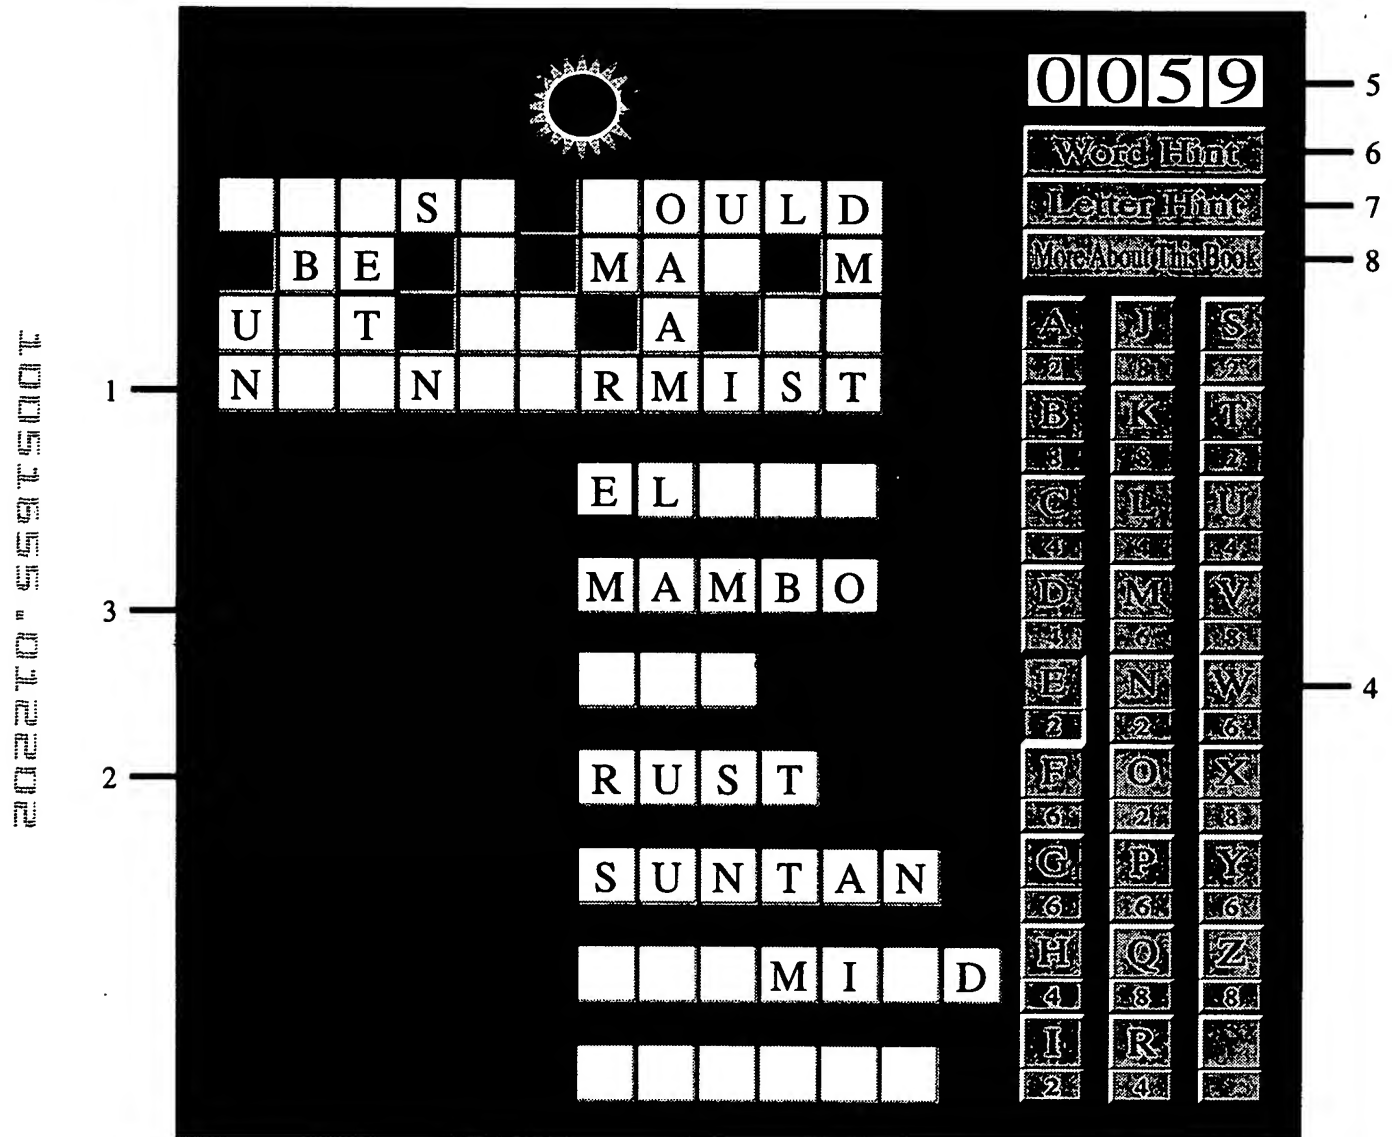 0059 5
Word Hint 6
Letter Hint 7
More About This Book 8
S OULD
BE MA M
U T A
1 N N RMIST
EL
MAMBO
3
RUST
2
SUNTAN
MI D
A J S
2 8 2
B K T
8 8 2
C L U
4 4 4
D M V
4 6 8
E N W 4
2 2 6
F O X
6 2 8
G P Y
6 6 6
H Q Z
4 8 8
I R
2 4